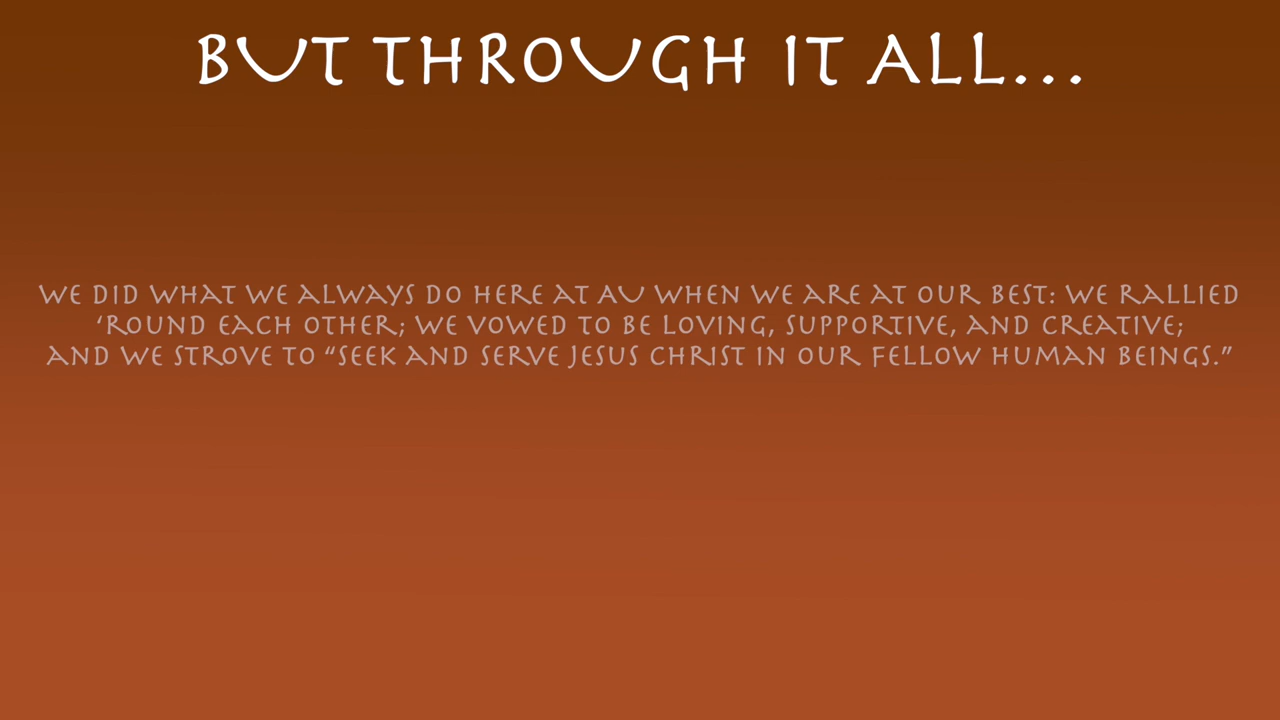 BUT THROUGH IT ALL...
WE DID WHAT WE ALWAYS DO HERE AT AU WHEN WE ARE AT OUR BEST: WE RALLIED
‘ROUND EACH OTHER; WE VOWED TO BE LOVING, SUPPORTIVE, AND CREATIVE;
AND WE STROVE TO “SEEK AND SERVE JESUS CHRIST IN OUR FELLOW HUMAN BEINGS.”